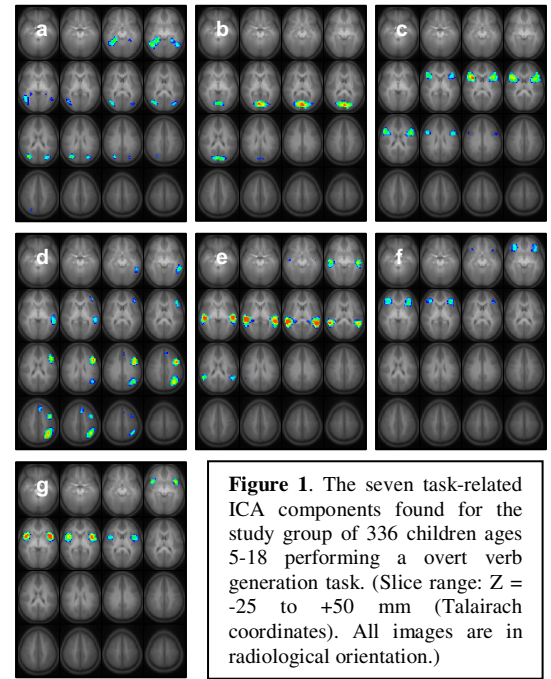 a
b
c
d
e
f
g
Figure 1. The seven task-related
ICA components found for the
study group of 336 children ages
5-18 performing a overt verb
generation task. (Slice range: Z =
-25 to +50 mm (Talairach
coordinates). All images are in
radiological orientation.)